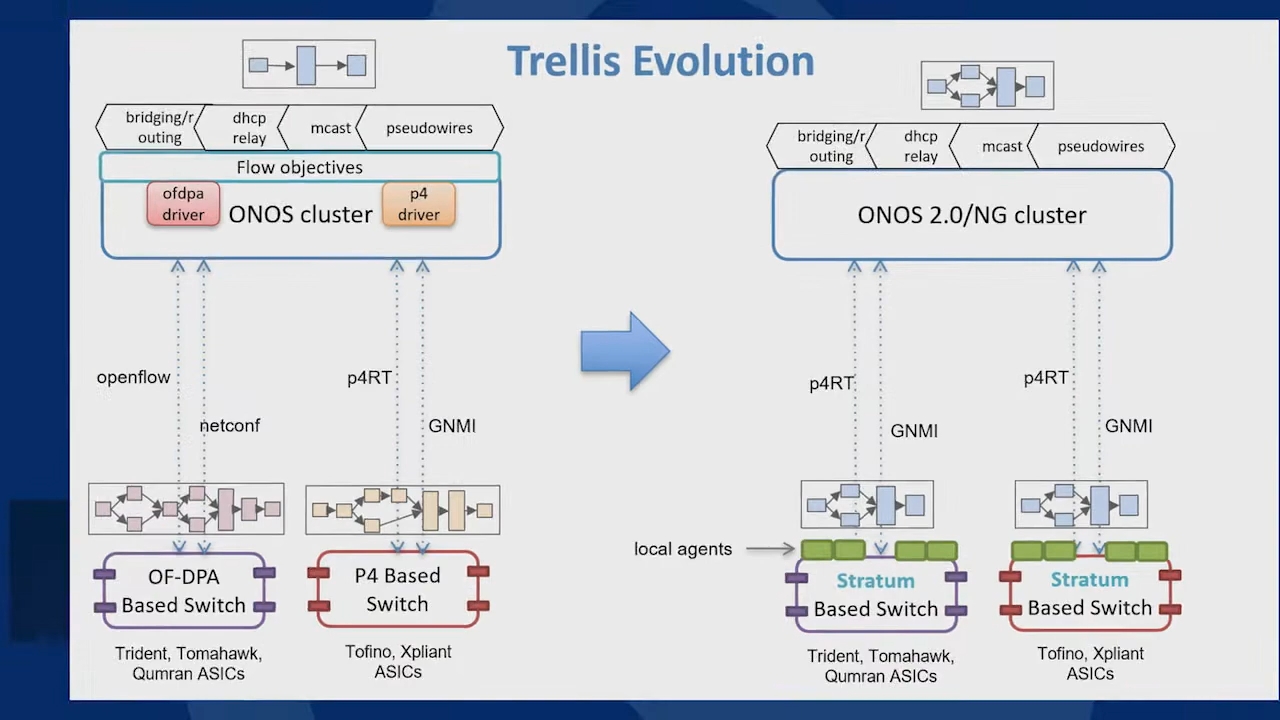 Trellis Evolution
bridging/r
outing
dhcp
relay
mcast
pseudowires
Flow objectives
ofdpa
driver
ONOS cluster
p4
driver
openflow
netconf
p4RT
GNMI
OF-DPA
Based Switch
P4 Based
Switch
Trident, Tomahawk,
Qumran ASICs
Tofino, Xpliant
ASICs
bridging/r
outing
dhcp
relay
mcast
pseudowires
ONOS 2.0/NG cluster
p4RT
GNMI
p4RT
GNMI
local agents
Stratum
Based Switch
Stratum
Based Switch
Trident, Tomahawk,
Qumran ASICs
Tofino, Xpliant
ASICs